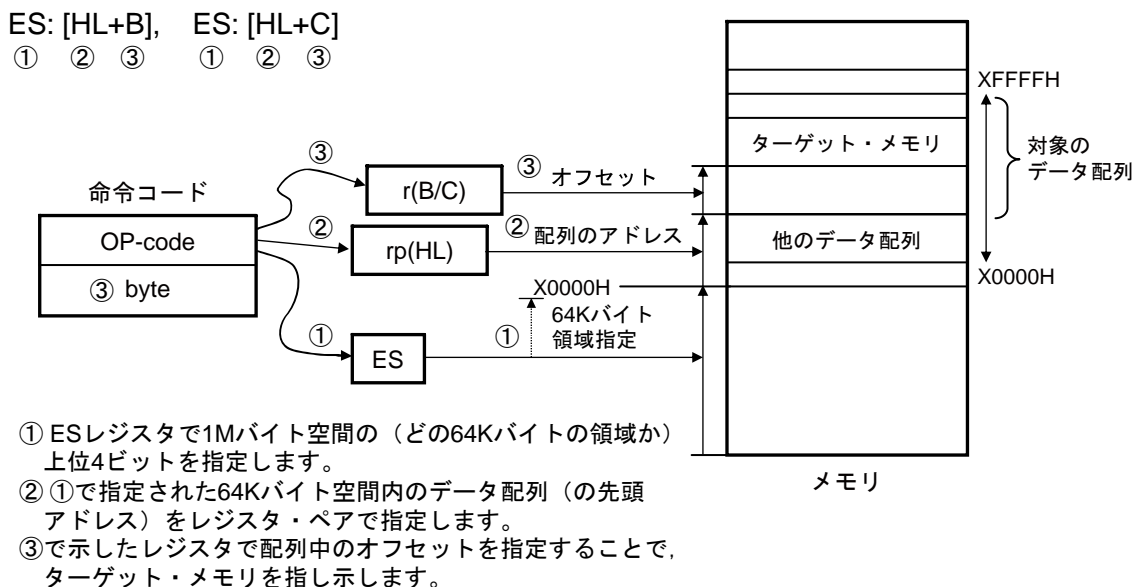 ES: [HL+B],　ES: [HL+C]
①　②　③　①　②　③
命令コード
OP-code
③ byte
③
r(B/C)
③ オフセット
②
rp(HL)
② 配列のアドレス
①
ES
①
X0000H
64Kバイト
領域指定
XFFFFH
ターゲット・メモリ
対象の
データ配列
他のデータ配列
X0000H
メモリ
① ESレジスタで1Mバイト空間の（どの64Kバイトの領域か）
上位4ビットを指定します。
② ①で指定された64Kバイト空間内のデータ配列（の先頭
アドレス）をレジスタ・ペアで指定します。
③で示したレジスタで配列中のオフセットを指定することで，
ターゲット・メモリを指し示します。